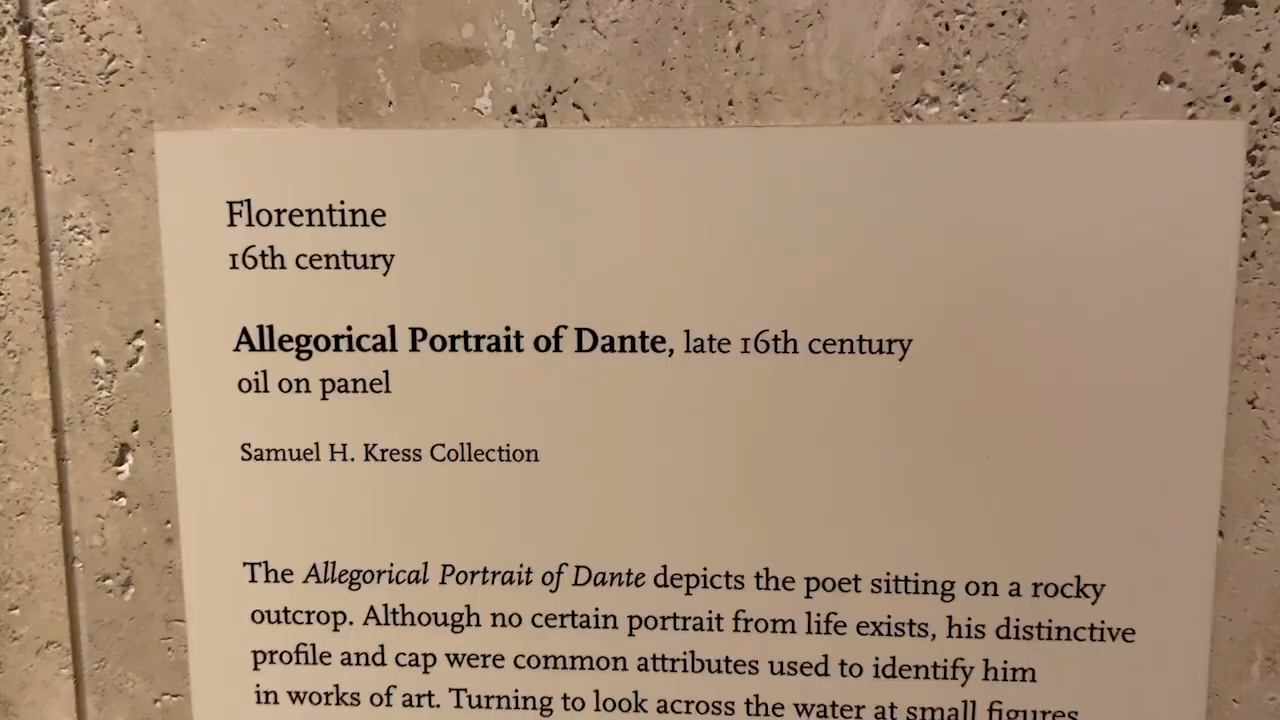 Florentine
16th century
Allegorical Portrait of Dante, late 16th century
oil on panel
Samuel H. Kress Collection
The Allegorical Portrait of Dante depicts the poet sitting on a rocky
outcrop. Although no certain portrait from life exists, his distinctive
profile and cap were common attributes used to identify him
in works of art. Turning to look across the water at small figures